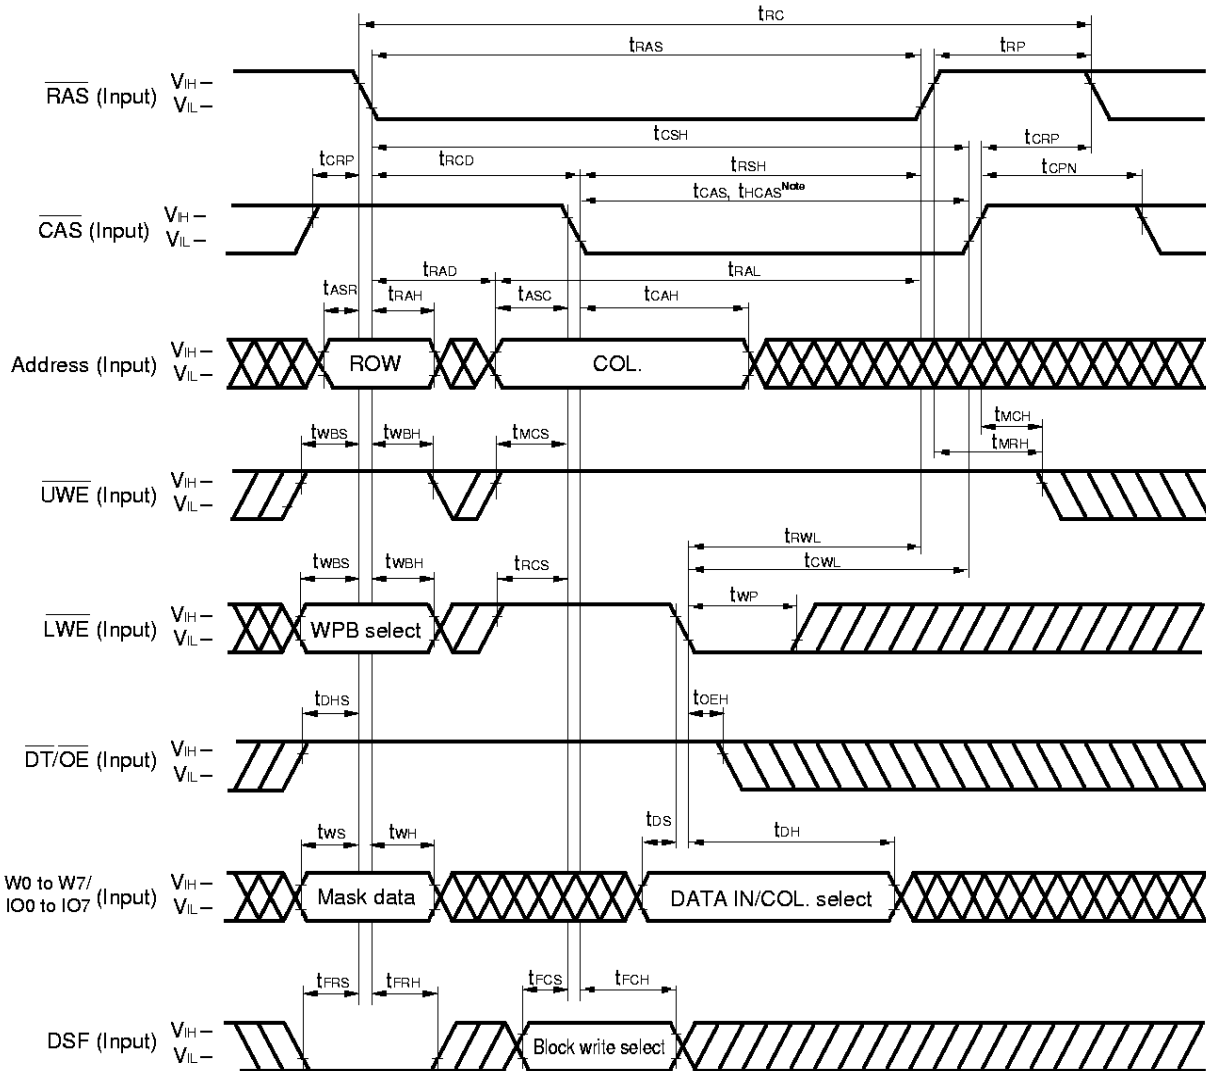 tRC
tRAS tRP
RAS (Input) VIH
VIL
tCSH tCRP
tCRP tRCD tRSH tCPN
tCAS, tHCAS Note
CAS (Input) VIH
VIL
tRAD tRAL
tASR tRAH tASC tCAH
Address (Input) VIH
VIL
ROW COL.
tMCH
tWBS tWBH tMCS tMRH
UWE (Input) VIH
VIL
tRWL
tWBS tWBH tRCS tCWL
tWP
LWE (Input) VIH
VIL
WPB select
tDHS tOEH
DT/OE (Input) VIH
VIL
tWS tWH tDS tDH
W0 to W7/
IO0 to IO7 (Input) VIH
VIL
Mask data DATA IN/COL. select
tFRS tFRH tFCS tFCH
DSF (Input) VIH
VIL
Block write select